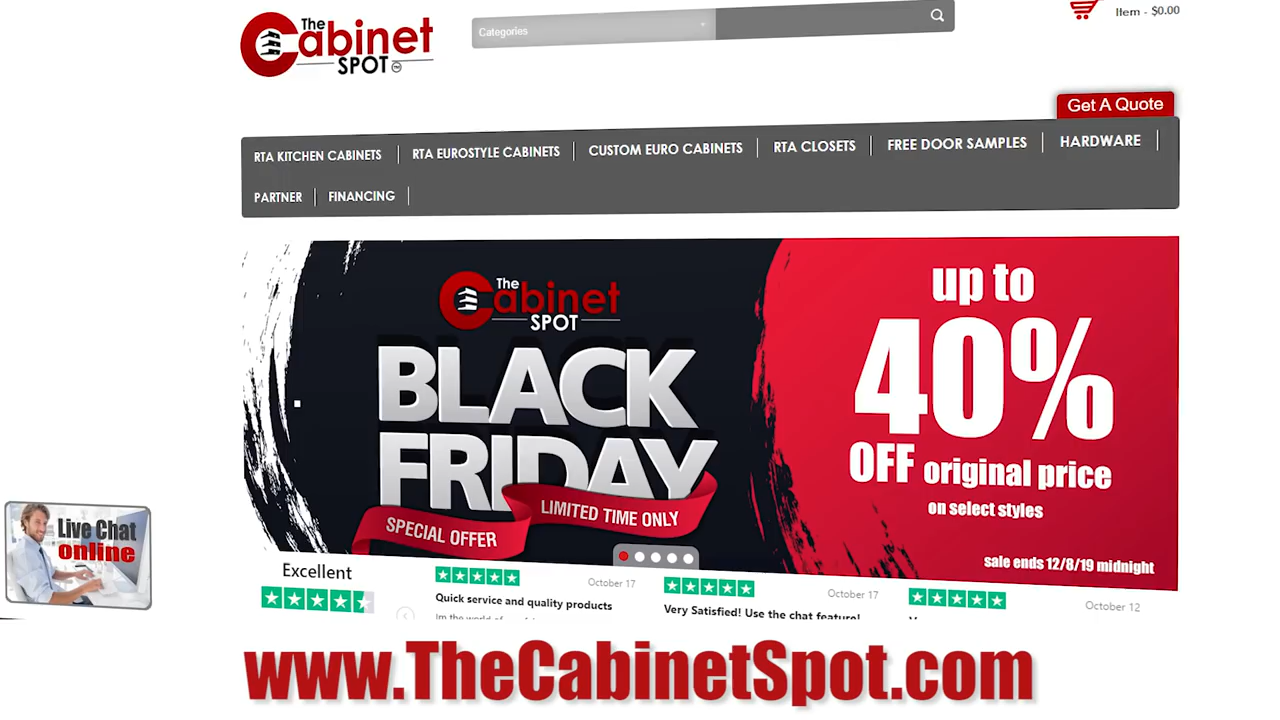 The Cabinet SPOT
Categories
Item - $0.00
Get A Quote
RTA KITCHEN CABINETS
RTA EUROSTYLE CABINETS
CUSTOM EURO CABINETS
RTA CLOSETS
FREE DOOR SAMPLES
HARDWARE
PARTNER
FINANCING
The Cabinet SPOT
BLACK
FRIDAY
SPECIAL OFFER
LIMITED TIME ONLY
up to
40%
OFF original price
on select styles
sale ends 12/8/19 midnight
Live Chat
online
Excellent
October 17
Quick service and quality products
October 17
Very Satisfied! Use the chat feature!
October 12
www.TheCabinetSpot.com